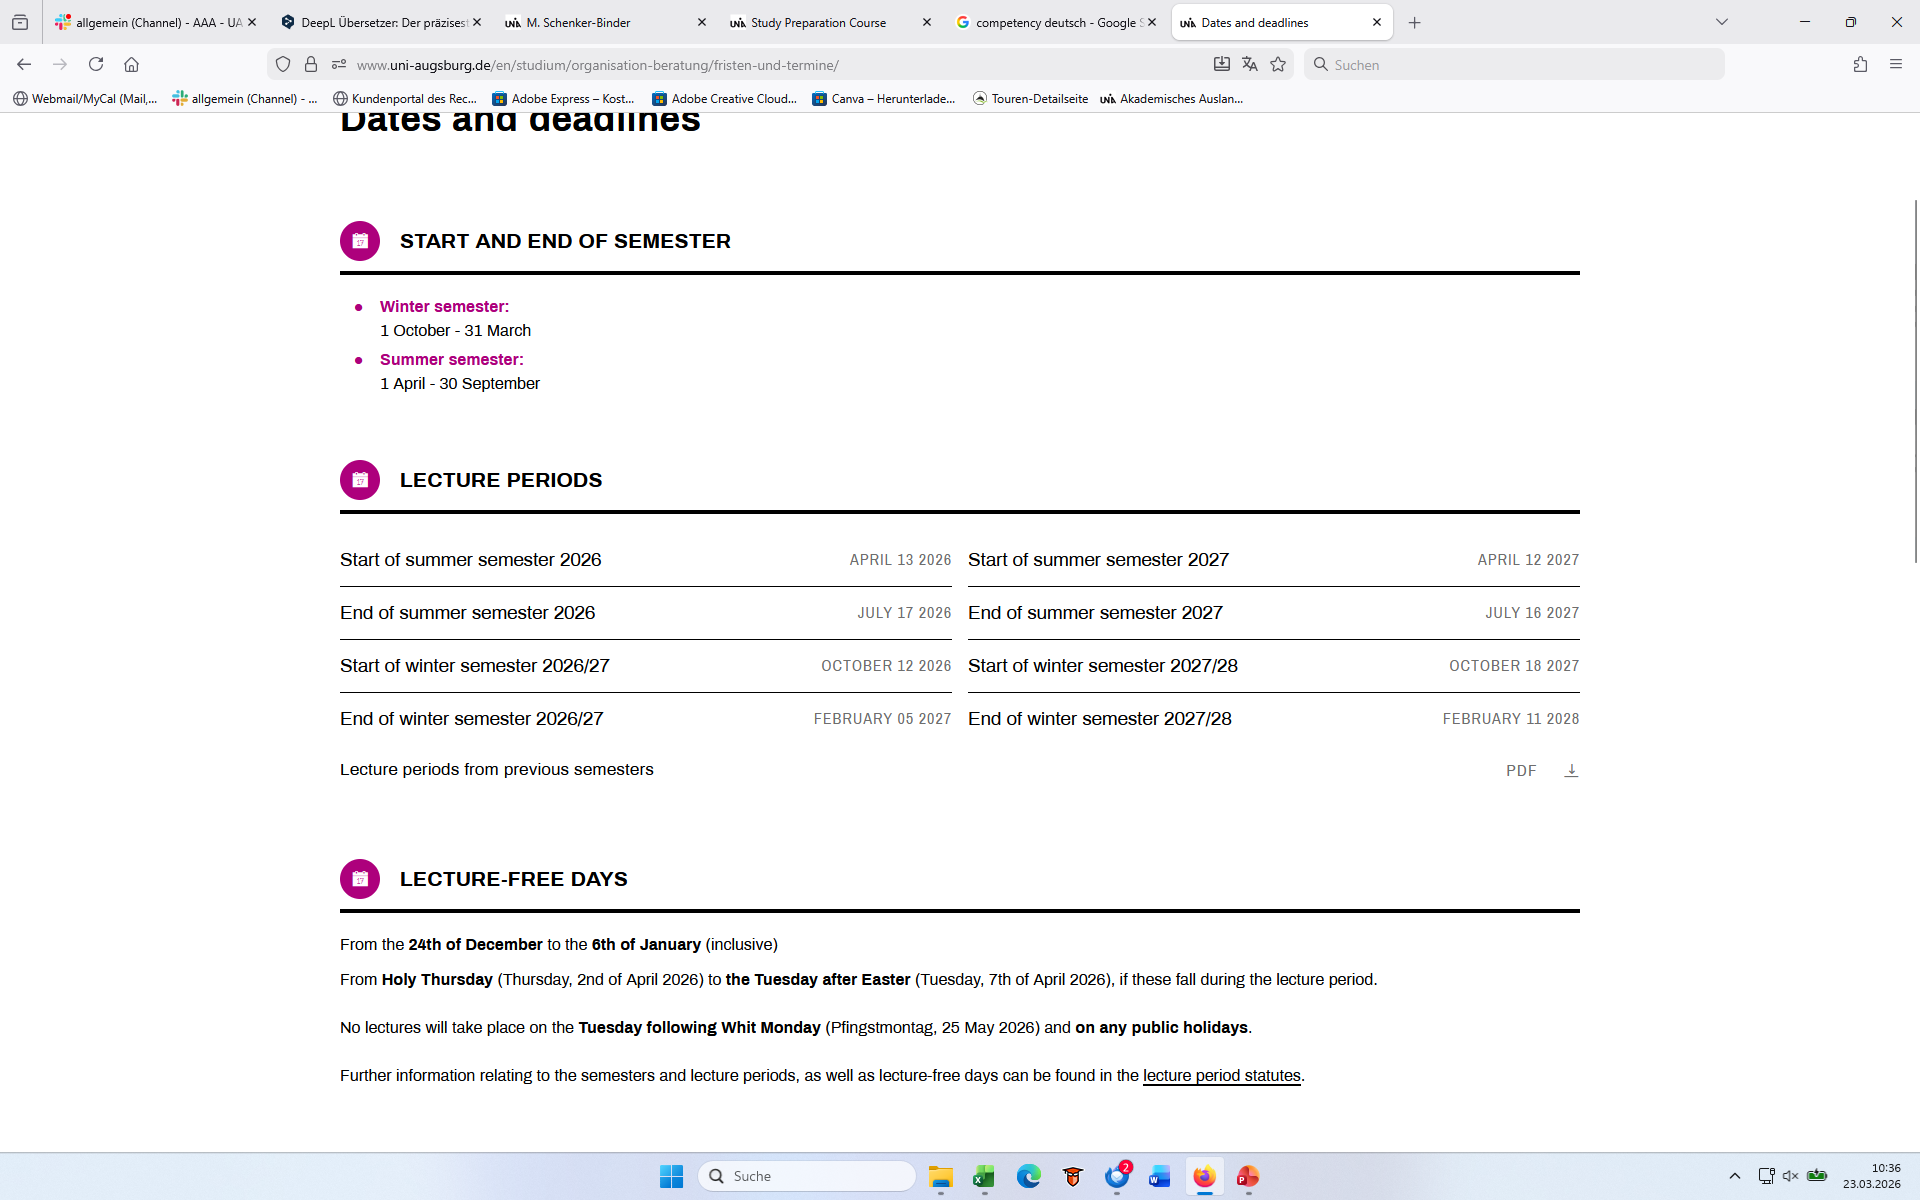 allgemein (Channel) - AAA - UA
DeepL Übersetzer: Der präzises
M. Schenker-Binder
Study Preparation Course
competency deutsch - Google S
Dates and deadlines
www.uni-augsburg.de/en/studium/organisation-beratung/fristen-und-termine/
Suchen
Webmail/MyCal (Mail,...
allgemein (Channel) - ...
Kundenportal des Rec...
Adobe Express – Kost...
Adobe Creative Cloud...
Canva – Herunterlade...
Touren-Detailseite
Akademisches Auslan...
Dates and deadlines
START AND END OF SEMESTER
Winter semester:
1 October - 31 March
Summer semester:
1 April - 30 September
LECTURE PERIODS
Start of summer semester 2026 APRIL 13 2026
Start of summer semester 2027 APRIL 12 2027
End of summer semester 2026 JULY 17 2026
End of summer semester 2027 JULY 16 2027
Start of winter semester 2026/27 OCTOBER 12 2026
Start of winter semester 2027/28 OCTOBER 18 2027
End of winter semester 2026/27 FEBRUARY 05 2027
End of winter semester 2027/28 FEBRUARY 11 2028
Lecture periods from previous semesters PDF
LECTURE-FREE DAYS
From the 24th of December to the 6th of January (inclusive)
From Holy Thursday (Thursday, 2nd of April 2026) to the Tuesday after Easter (Tuesday, 7th of April 2026), if these fall during the lecture period.
No lectures will take place on the Tuesday following Whit Monday (Pfingstmontag, 25 May 2026) and on any public holidays.
Further information relating to the semesters and lecture periods, as well as lecture-free days can be found in the lecture period statutes.
Suche
2
10:36
23.03.2026